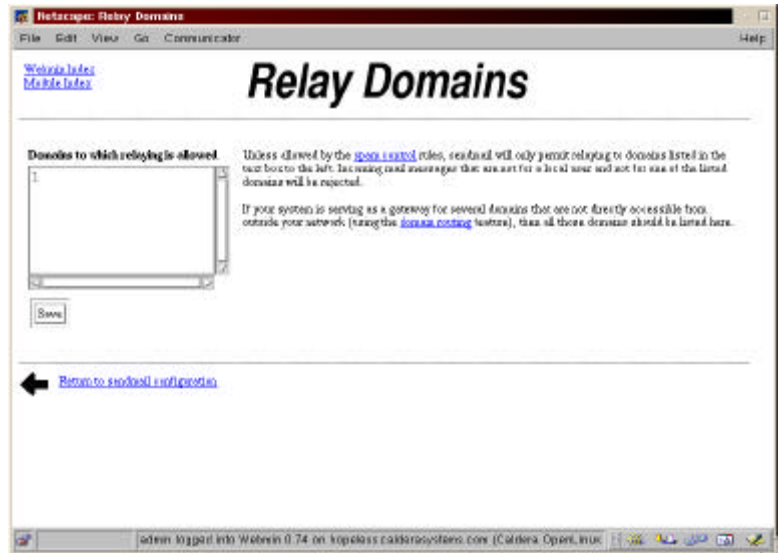 Netscape: Relay Domains
File Edit View Go Communicator Help
Webmin Index
Module Index
Relay Domains
Domains to which relaying is allowed
Unless allowed by the spam control rules, sendmail will only permit relaying to domains listed in the
text box to the left. Incoming mail messages that are not for a local user and not for one of the listed
domains will be rejected.
If your system is serving as a gateway for several domains that are not directly accessible from
outside your network (using the domain routing feature), then all those domains should be listed here.
Save
Return to sendmail configuration
admin logged into Webmin 0.74 on hopeless.calderasystems.com (Caldera OpenLinux